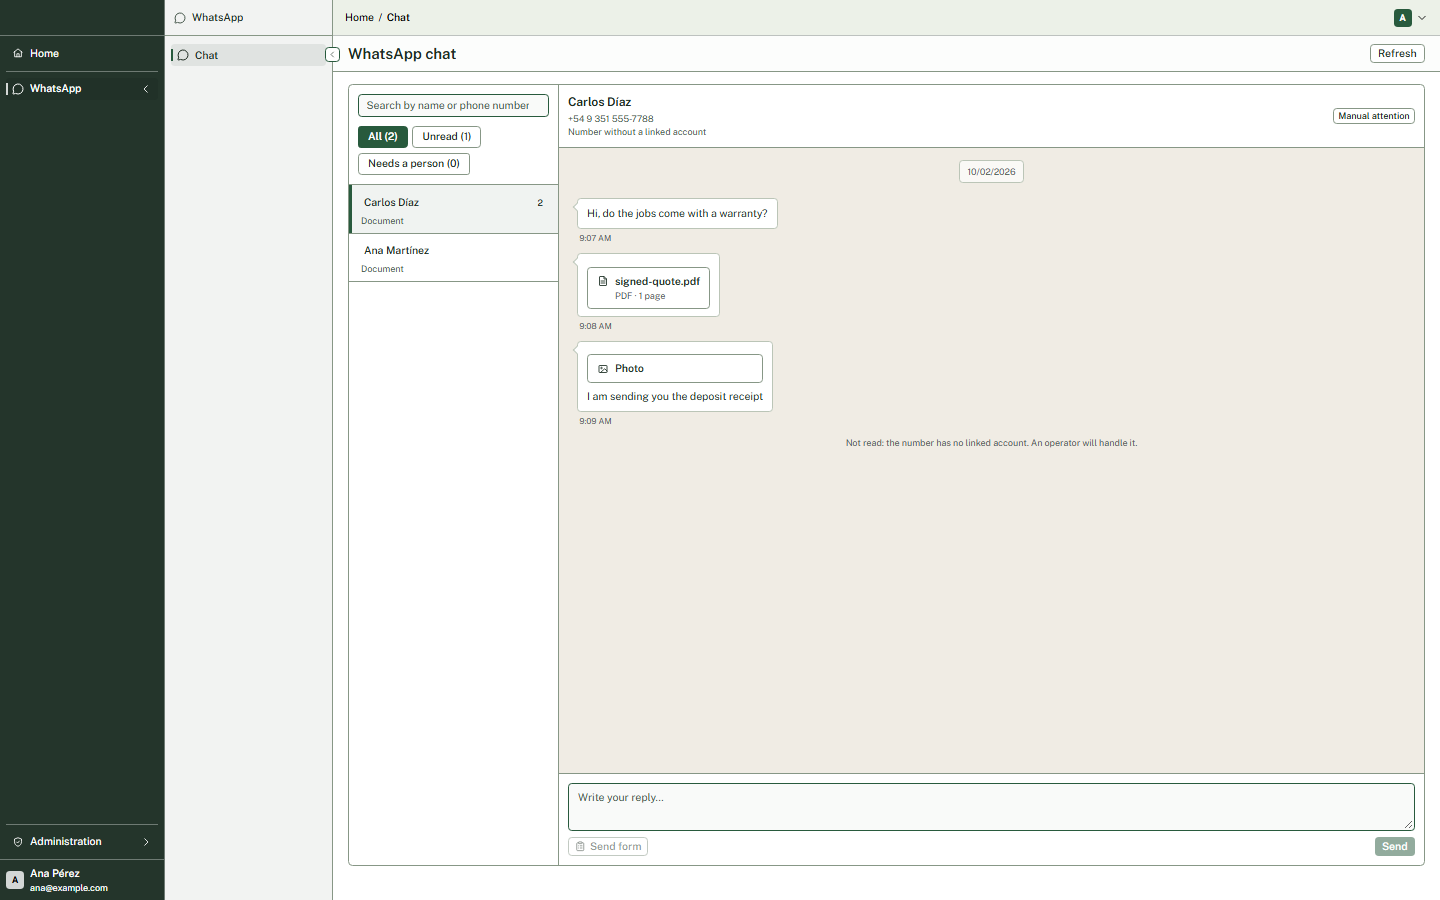 WhatsApp
Home / Chat
A
Home
WhatsApp
Chat
WhatsApp chat
Refresh
Search by name or phone number
All (2)
Unread (1)
Needs a person (0)
Carlos Díaz
2
Document
Ana Martínez
Document
Carlos Díaz
+54 9 351 555-7788
Number without a linked account
Manual attention
10/02/2026
Hi, do the jobs come with a warranty?
9:07 AM
signed-quote.pdf
PDF · 1 page
9:08 AM
Photo
I am sending you the deposit receipt
9:09 AM
Not read: the number has no linked account. An operator will handle it.
Write your reply...
Send form
Send
Administration
A
Ana Pérez
ana@example.com